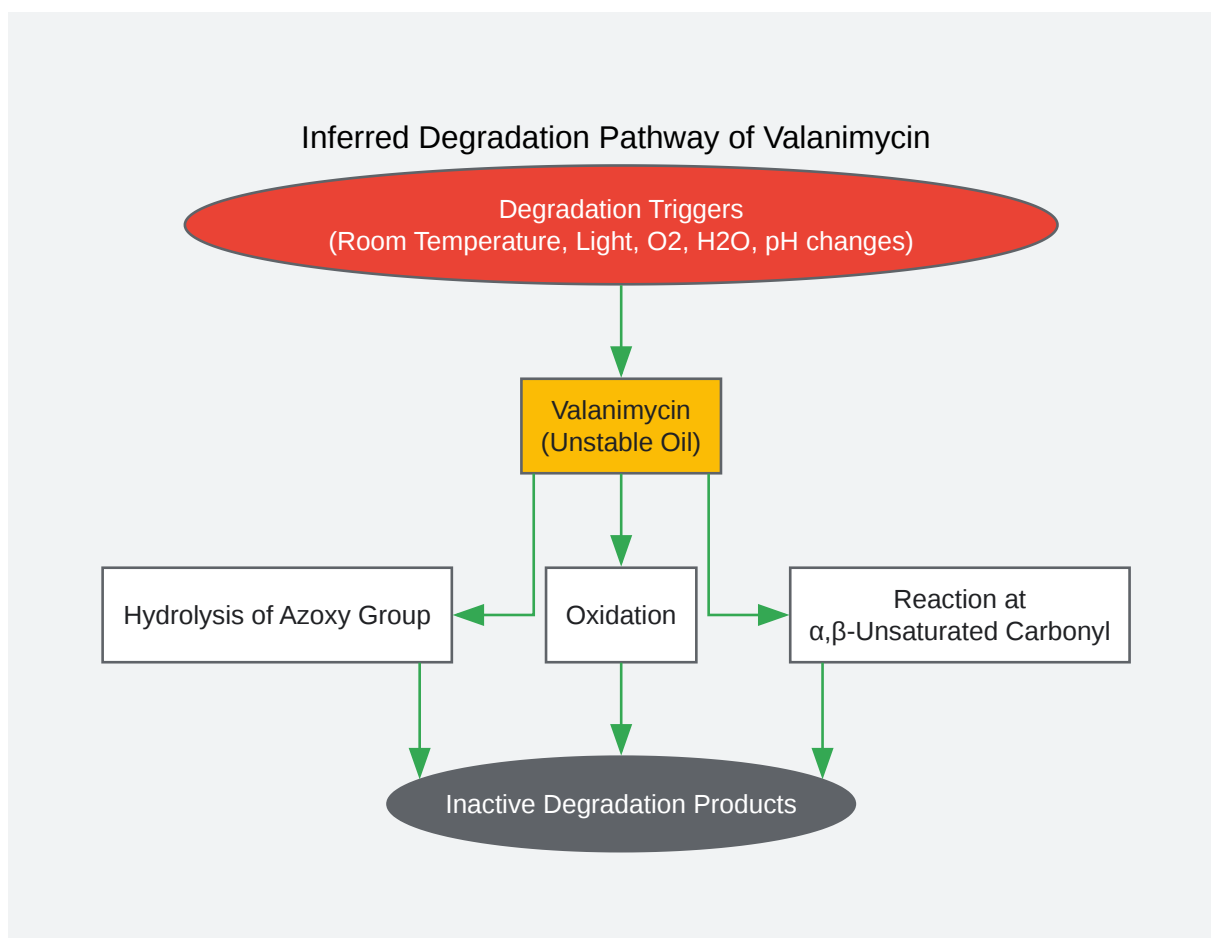 Inferred Degradation Pathway of Valanimycin
Degradation Triggers
(Room Temperature, Light, O2, H2O, pH changes)
Valanimycin
(Unstable Oil)
Hydrolysis of Azoxy Group
Oxidation
Reaction at
α,β-Unsaturated Carbonyl
Inactive Degradation Products